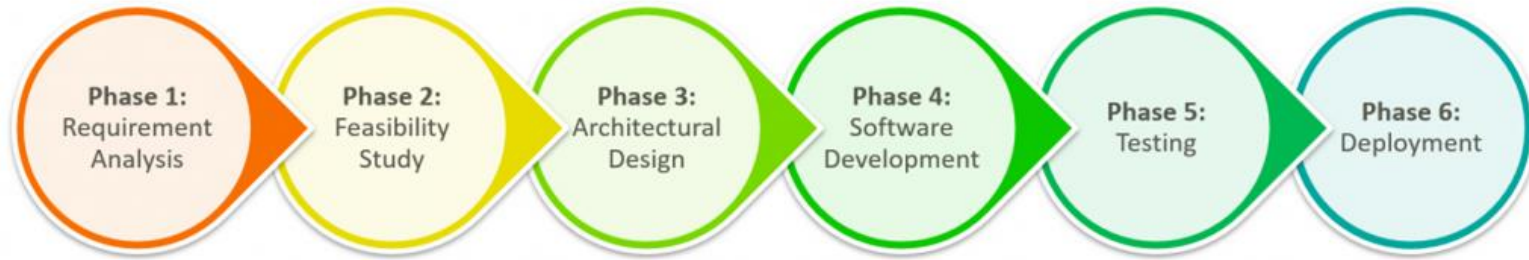 Phase 1:
Requirement
Analysis
Phase 2:
Feasibility
Study
Phase 3:
Architectural
Design
Phase 4:
Software
Development
Phase 5:
Testing
Phase 6:
Deployment